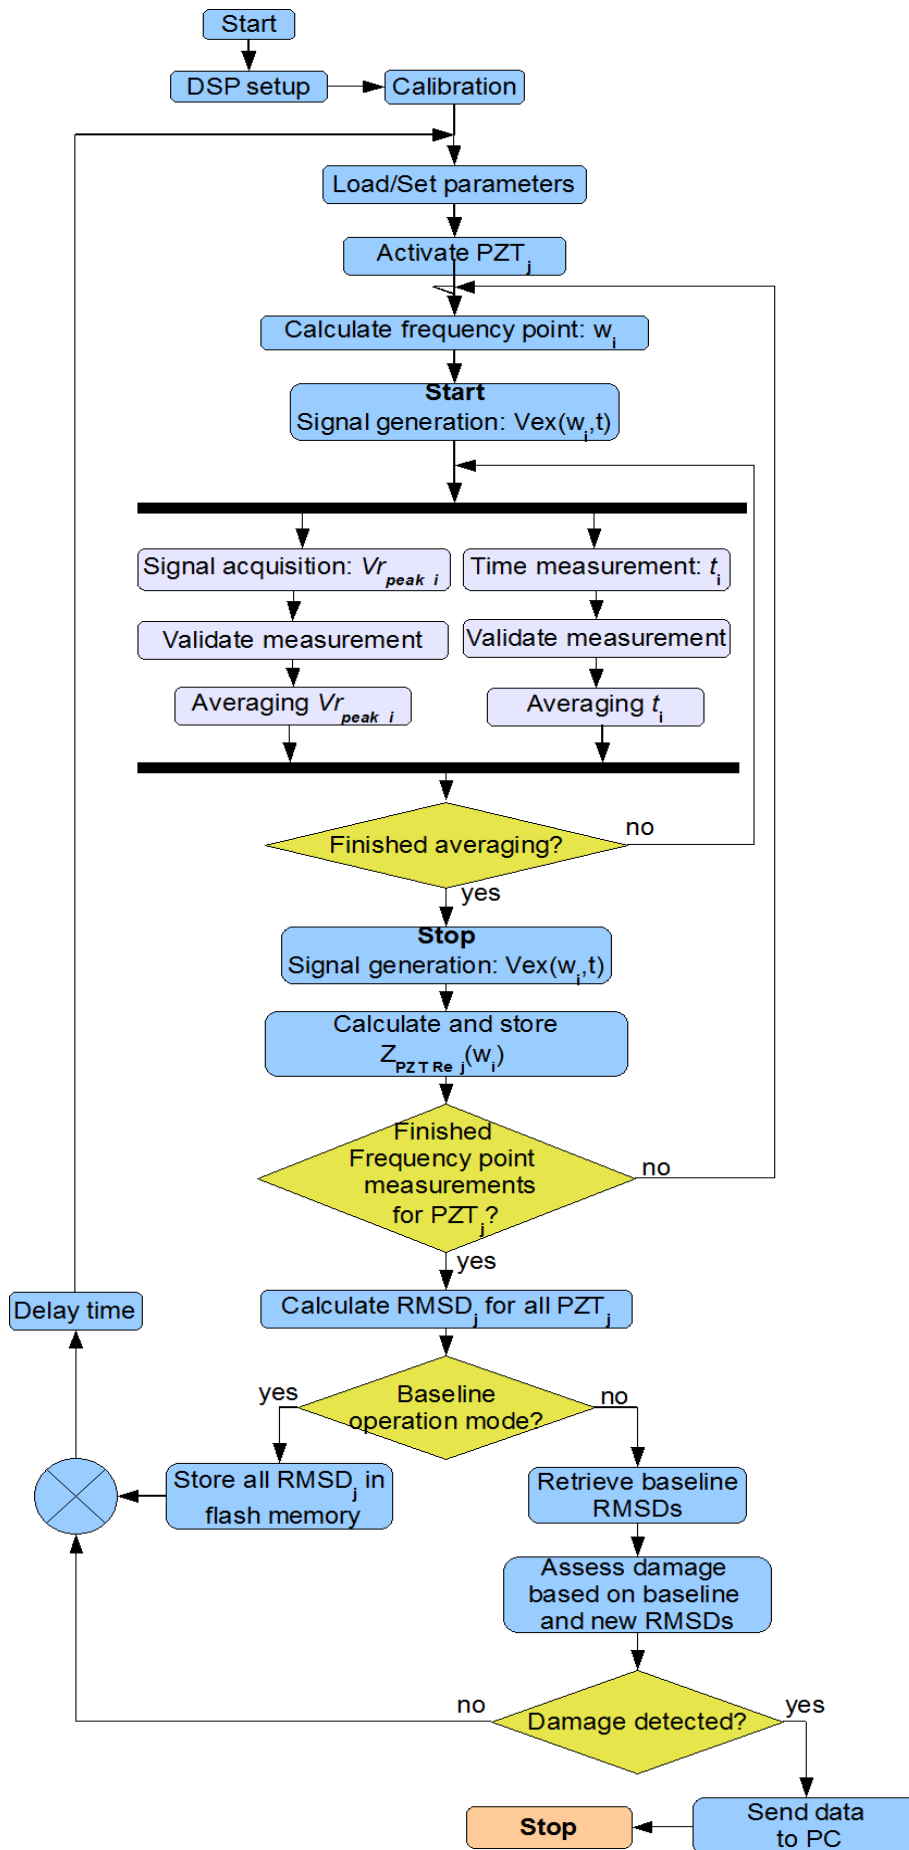 Start
DSP setup
Calibration
Load/Set parameters
Activate PZTj
Calculate frequency point: wi
Start
Signal generation: Vex(wi,t)
Signal acquisition: Vrpeak i
Time measurement: ti
Validate measurement
Validate measurement
Averaging Vrpeak i
Averaging ti
Finished averaging?
no
yes
Stop
Signal generation: Vex(wi,t)
Calculate and store
ZPZT Re j(wi)
Finished
Frequency point
measurements
for PZTj?
no
yes
Calculate RMSDj for all PZTj
Delay time
Baseline
operation mode?
yes
no
Store all RMSDj in
flash memory
Retrieve baseline
RMSDs
Assess damage
based on baseline
and new RMSDs
Damage detected?
no
yes
Send data
to PC
Stop